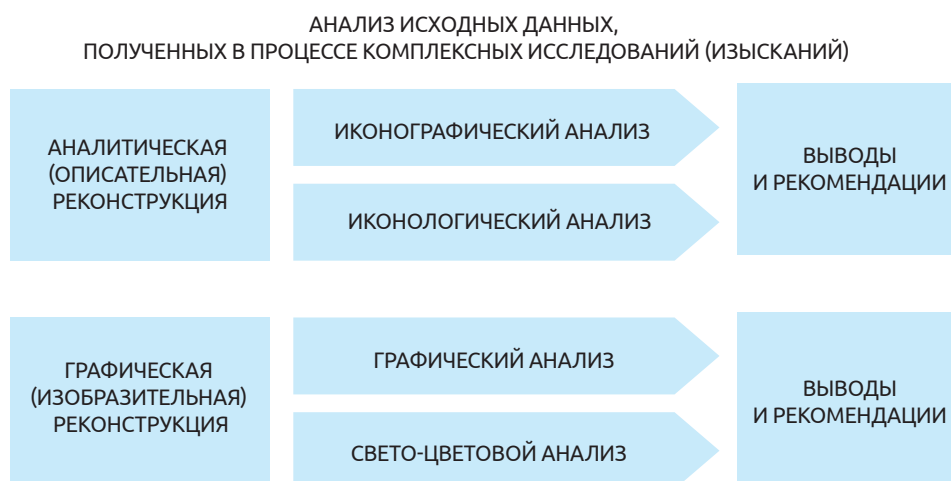 АНАЛИЗ ИСХОДНЫХ ДАННЫХ,
ПОЛУЧЕННЫХ В ПРОЦЕССЕ КОМПЛЕКСНЫХ ИССЛЕДОВАНИЙ (ИЗЫСКАНИЙ)
АНАЛИТИЧЕСКАЯ
(ОПИСАТЕЛЬНАЯ)
РЕКОНСТРУКЦИЯ
ИКОНОГРАФИЧЕСКИЙ АНАЛИЗ
ИКОНОЛОГИЧЕСКИЙ АНАЛИЗ
ВЫВОДЫ
И РЕКОМЕНДАЦИИ
ГРАФИЧЕСКАЯ
(ИЗОБРАЗИТЕЛЬНАЯ)
РЕКОНСТРУКЦИЯ
ГРАФИЧЕСКИЙ АНАЛИЗ
СВЕТО-ЦВЕТОВОЙ АНАЛИЗ
ВЫВОДЫ
И РЕКОМЕНДАЦИИ